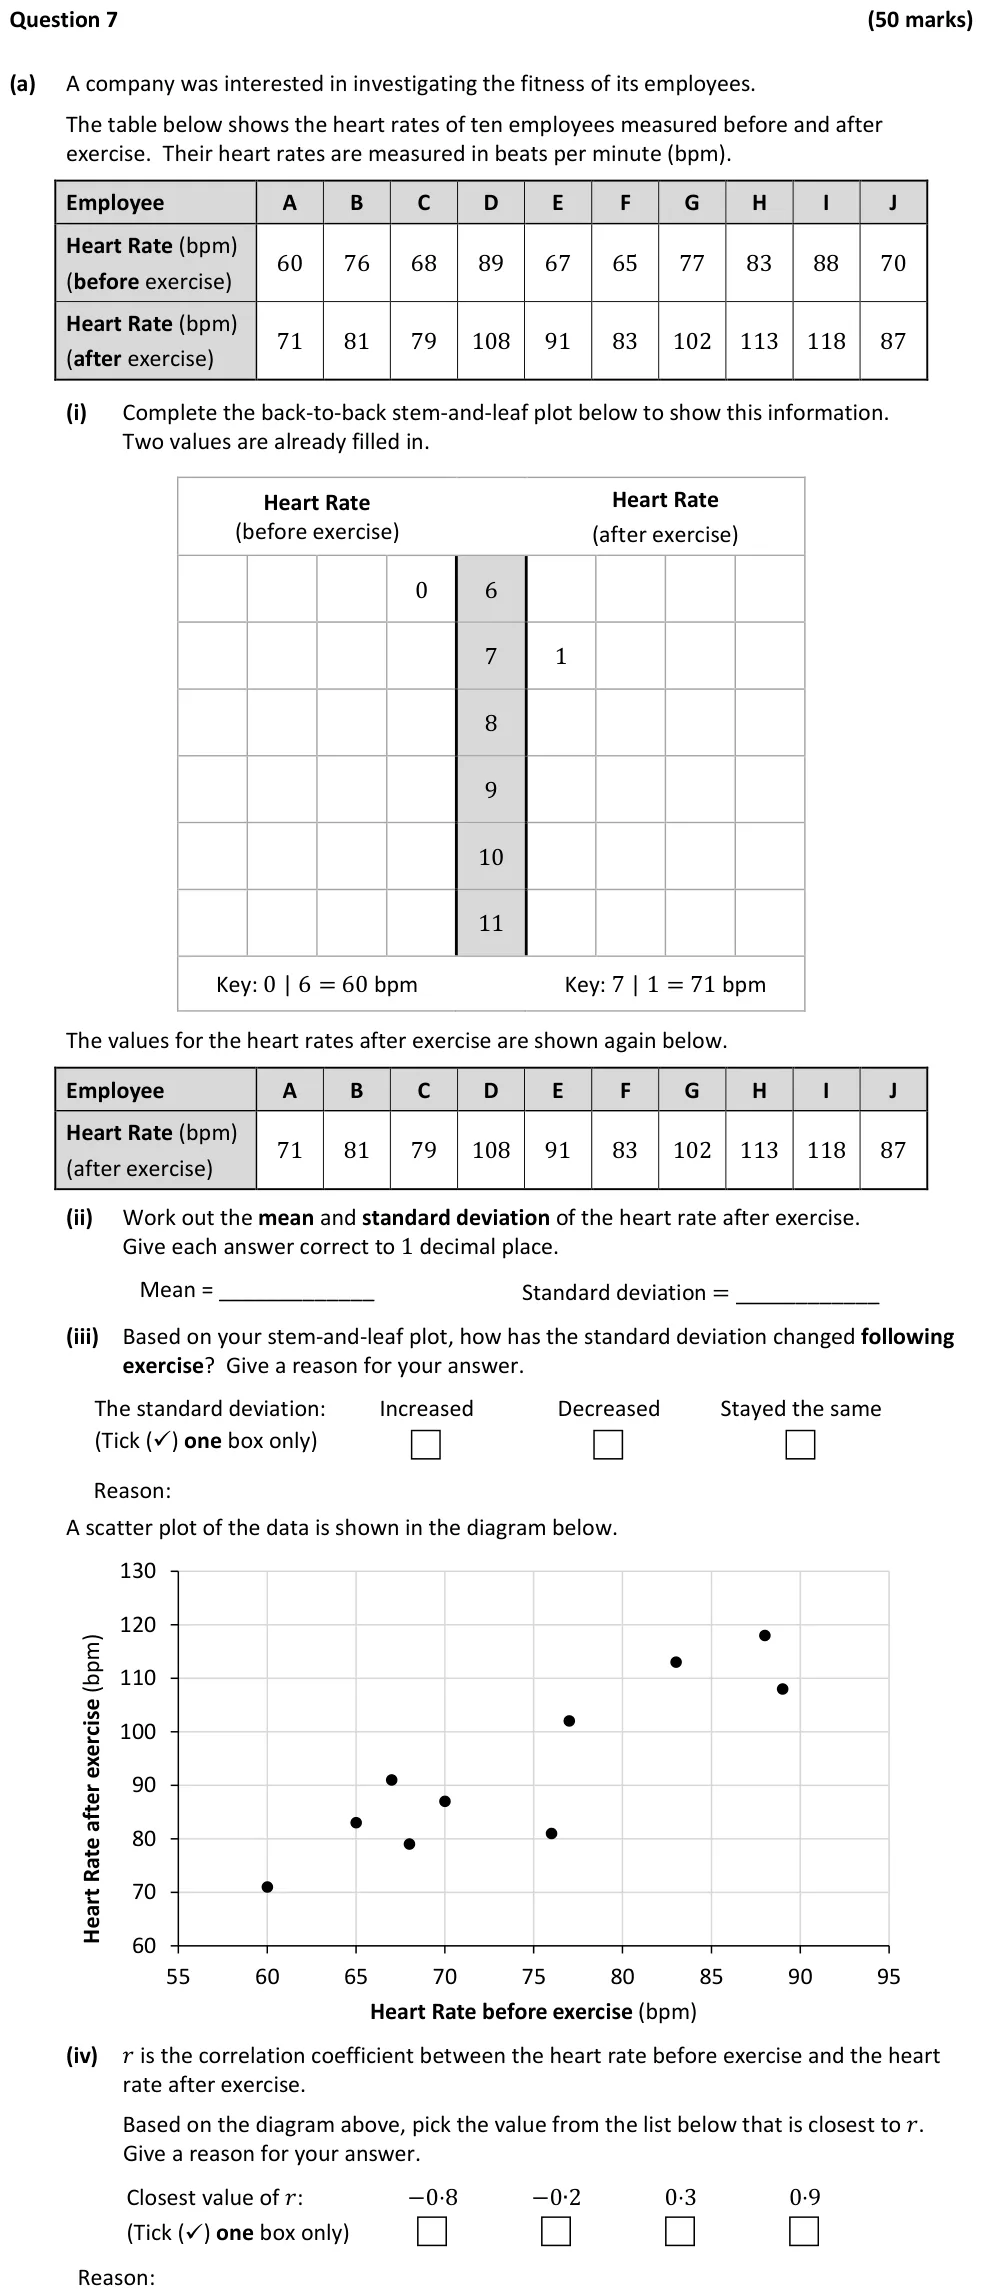 Question 7 (50 marks)
(a) A company was interested in investigating the fitness of its employees.
The table below shows the heart rates of ten employees measured before and after
exercise. Their heart rates are measured in beats per minute (bpm).
Employee A B C D E F G H I J
Heart Rate (bpm)
(before exercise) 60 76 68 89 67 65 77 83 88 70
Heart Rate (bpm)
(after exercise) 71 81 79 108 91 83 102 113 118 87
(i) Complete the back-to-back stem-and-leaf plot below to show this information.
Two values are already filled in.
Heart Rate Heart Rate
(before exercise) (after exercise)
0 6
7 1
8
9
10
11
Key: 0 | 6 = 60 bpm Key: 7 | 1 = 71 bpm
The values for the heart rates after exercise are shown again below.
Employee A B C D E F G H I J
Heart Rate (bpm)
(after exercise) 71 81 79 108 91 83 102 113 118 87
(ii) Work out the mean and standard deviation of the heart rate after exercise.
Give each answer correct to 1 decimal place.
Mean = _____________ Standard deviation = ____________
(iii) Based on your stem-and-leaf plot, how has the standard deviation changed following
exercise? Give a reason for your answer.
The standard deviation: Increased Decreased Stayed the same
(Tick (✓) one box only)
Reason:
A scatter plot of the data is shown in the diagram below.
130
120
110
100
90
80
70
60
Heart Rate after exercise (bpm)
55 60 65 70 75 80 85 90 95
Heart Rate before exercise (bpm)
(iv) r is the correlation coefficient between the heart rate before exercise and the heart
rate after exercise.
Based on the diagram above, pick the value from the list below that is closest to r.
Give a reason for your answer.
Closest value of r: −0·8 −0·2 0·3 0·9
(Tick (✓) one box only)
Reason: